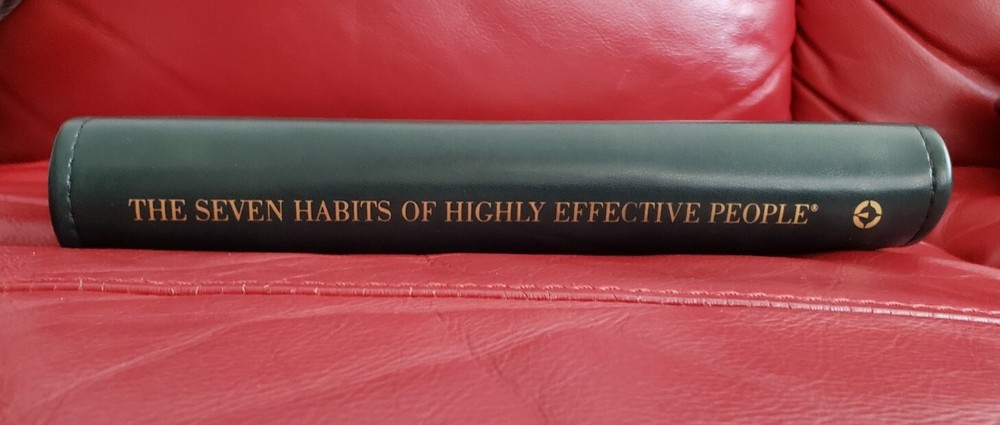 THE SEVEN HABITS OF HIGHLY EFFECTIVE PEOPLE®